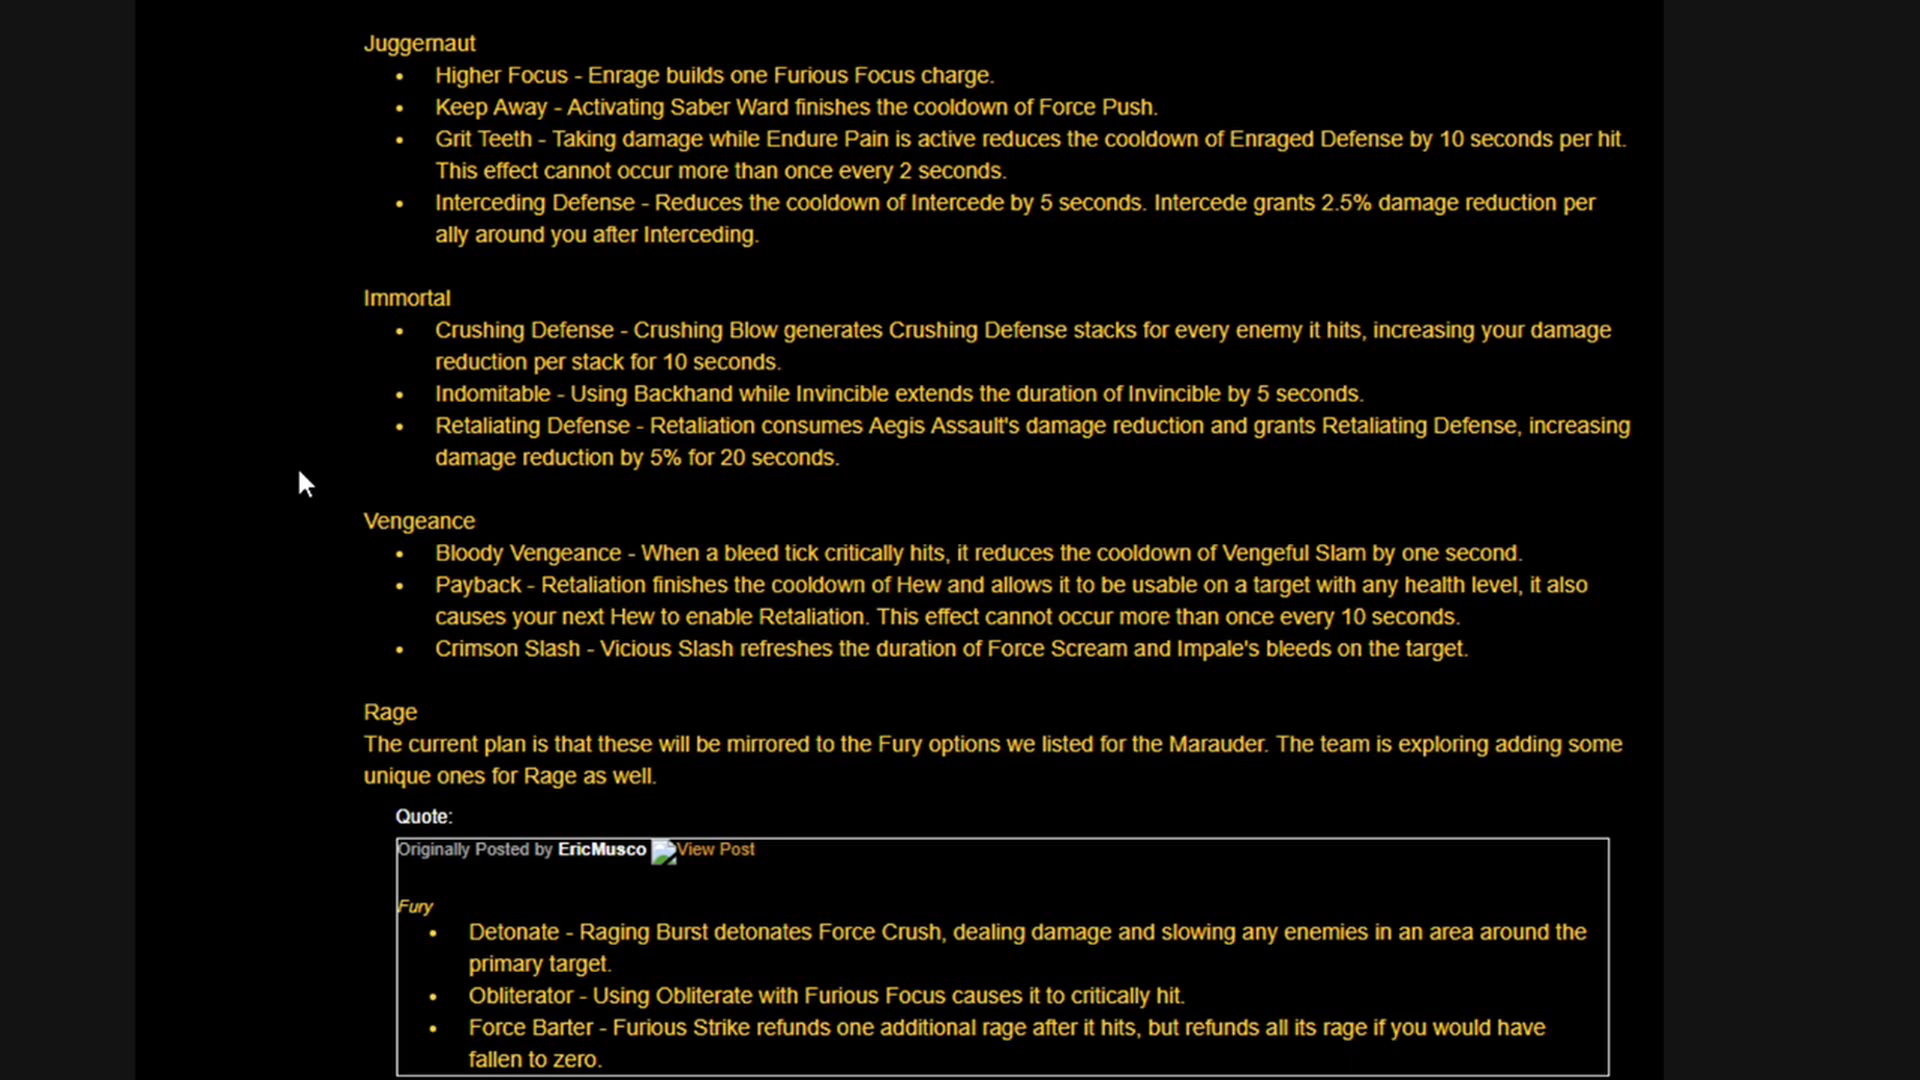 Juggernaut
• Higher Focus - Enrage builds one Furious Focus charge.
• Keep Away - Activating Saber Ward finishes the cooldown of Force Push.
• Grit Teeth - Taking damage while Endure Pain is active reduces the cooldown of Enraged Defense by 10 seconds per hit.
This effect cannot occur more than once every 2 seconds.
• Interceding Defense - Reduces the cooldown of Intercede by 5 seconds. Intercede grants 2.5% damage reduction per
ally around you after Interceding.
Immortal
• Crushing Defense - Crushing Blow generates Crushing Defense stacks for every enemy it hits, increasing your damage
reduction per stack for 10 seconds.
• Indomitable - Using Backhand while Invincible extends the duration of Invincible by 5 seconds.
• Retaliating Defense - Retaliation consumes Aegis Assault's damage reduction and grants Retaliating Defense, increasing
damage reduction by 5% for 20 seconds.
Vengeance
• Bloody Vengeance - When a bleed tick critically hits, it reduces the cooldown of Vengeful Slam by one second.
• Payback - Retaliation finishes the cooldown of Hew and allows it to be usable on a target with any health level, it also
causes your next Hew to enable Retaliation. This effect cannot occur more than once every 10 seconds.
• Crimson Slash - Vicious Slash refreshes the duration of Force Scream and Impale's bleeds on the target.
Rage
The current plan is that these will be mirrored to the Fury options we listed for the Marauder. The team is exploring adding some
unique ones for Rage as well.
Quote:
Originally Posted by EricMusco View Post
Fury
• Detonate - Raging Burst detonates Force Crush, dealing damage and slowing any enemies in an area around the
primary target.
• Obliterator - Using Obliterate with Furious Focus causes it to critically hit.
• Force Barter - Furious Strike refunds one additional rage after it hits, but refunds all its rage if you would have
fallen to zero.